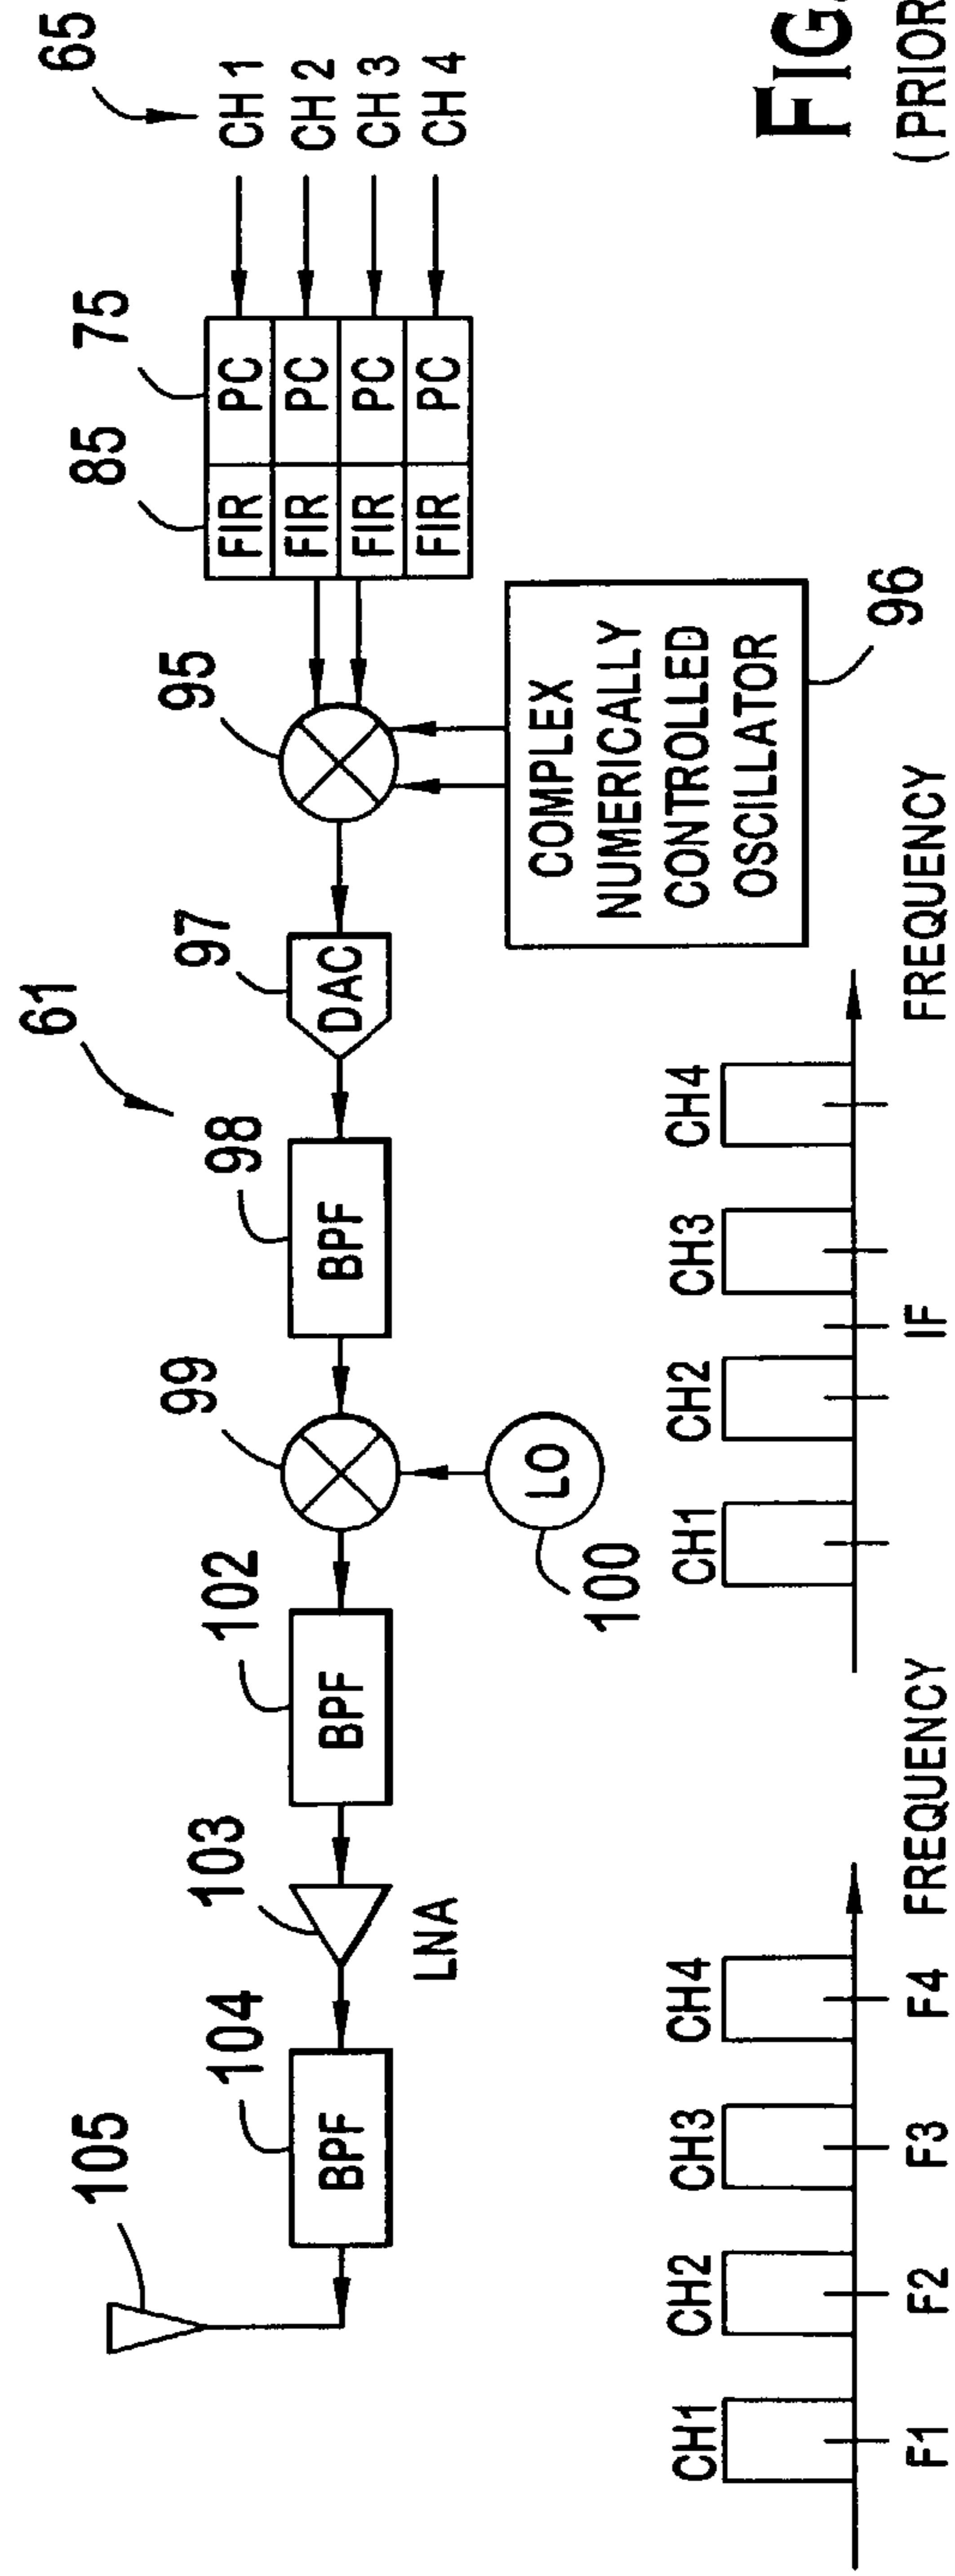 65
CH 1
CH 2
CH 3
CH 4
75
85
PC
PC
PC
PC
FIR
FIR
FIR
FIR
95
COMPLEX
NUMERICALLY
CONTROLLED
OSCILLATOR
96
97
DAC
61
98
BPF
99
LO
100
102
BPF
103
LNA
104
BPF
105
CH1
CH2
CH3
CH4
F1
F2
F3
F4
FREQUENCY
CH1
CH2
CH3
CH4
IF
FREQUENCY
FIG.
(PRIOR